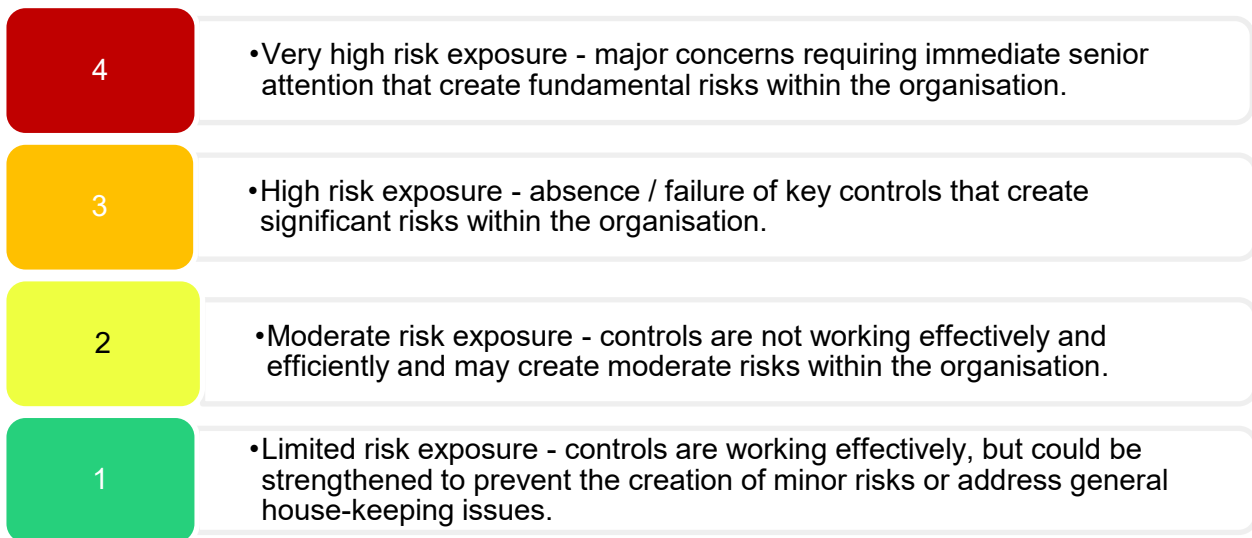 4
•Very high risk exposure - major concerns requiring immediate senior
attention that create fundamental risks within the organisation.
3
•High risk exposure - absence / failure of key controls that create
significant risks within the organisation.
2
•Moderate risk exposure - controls are not working effectively and
efficiently and may create moderate risks within the organisation.
1
•Limited risk exposure - controls are working effectively, but could be
strengthened to prevent the creation of minor risks or address general
house-keeping issues.